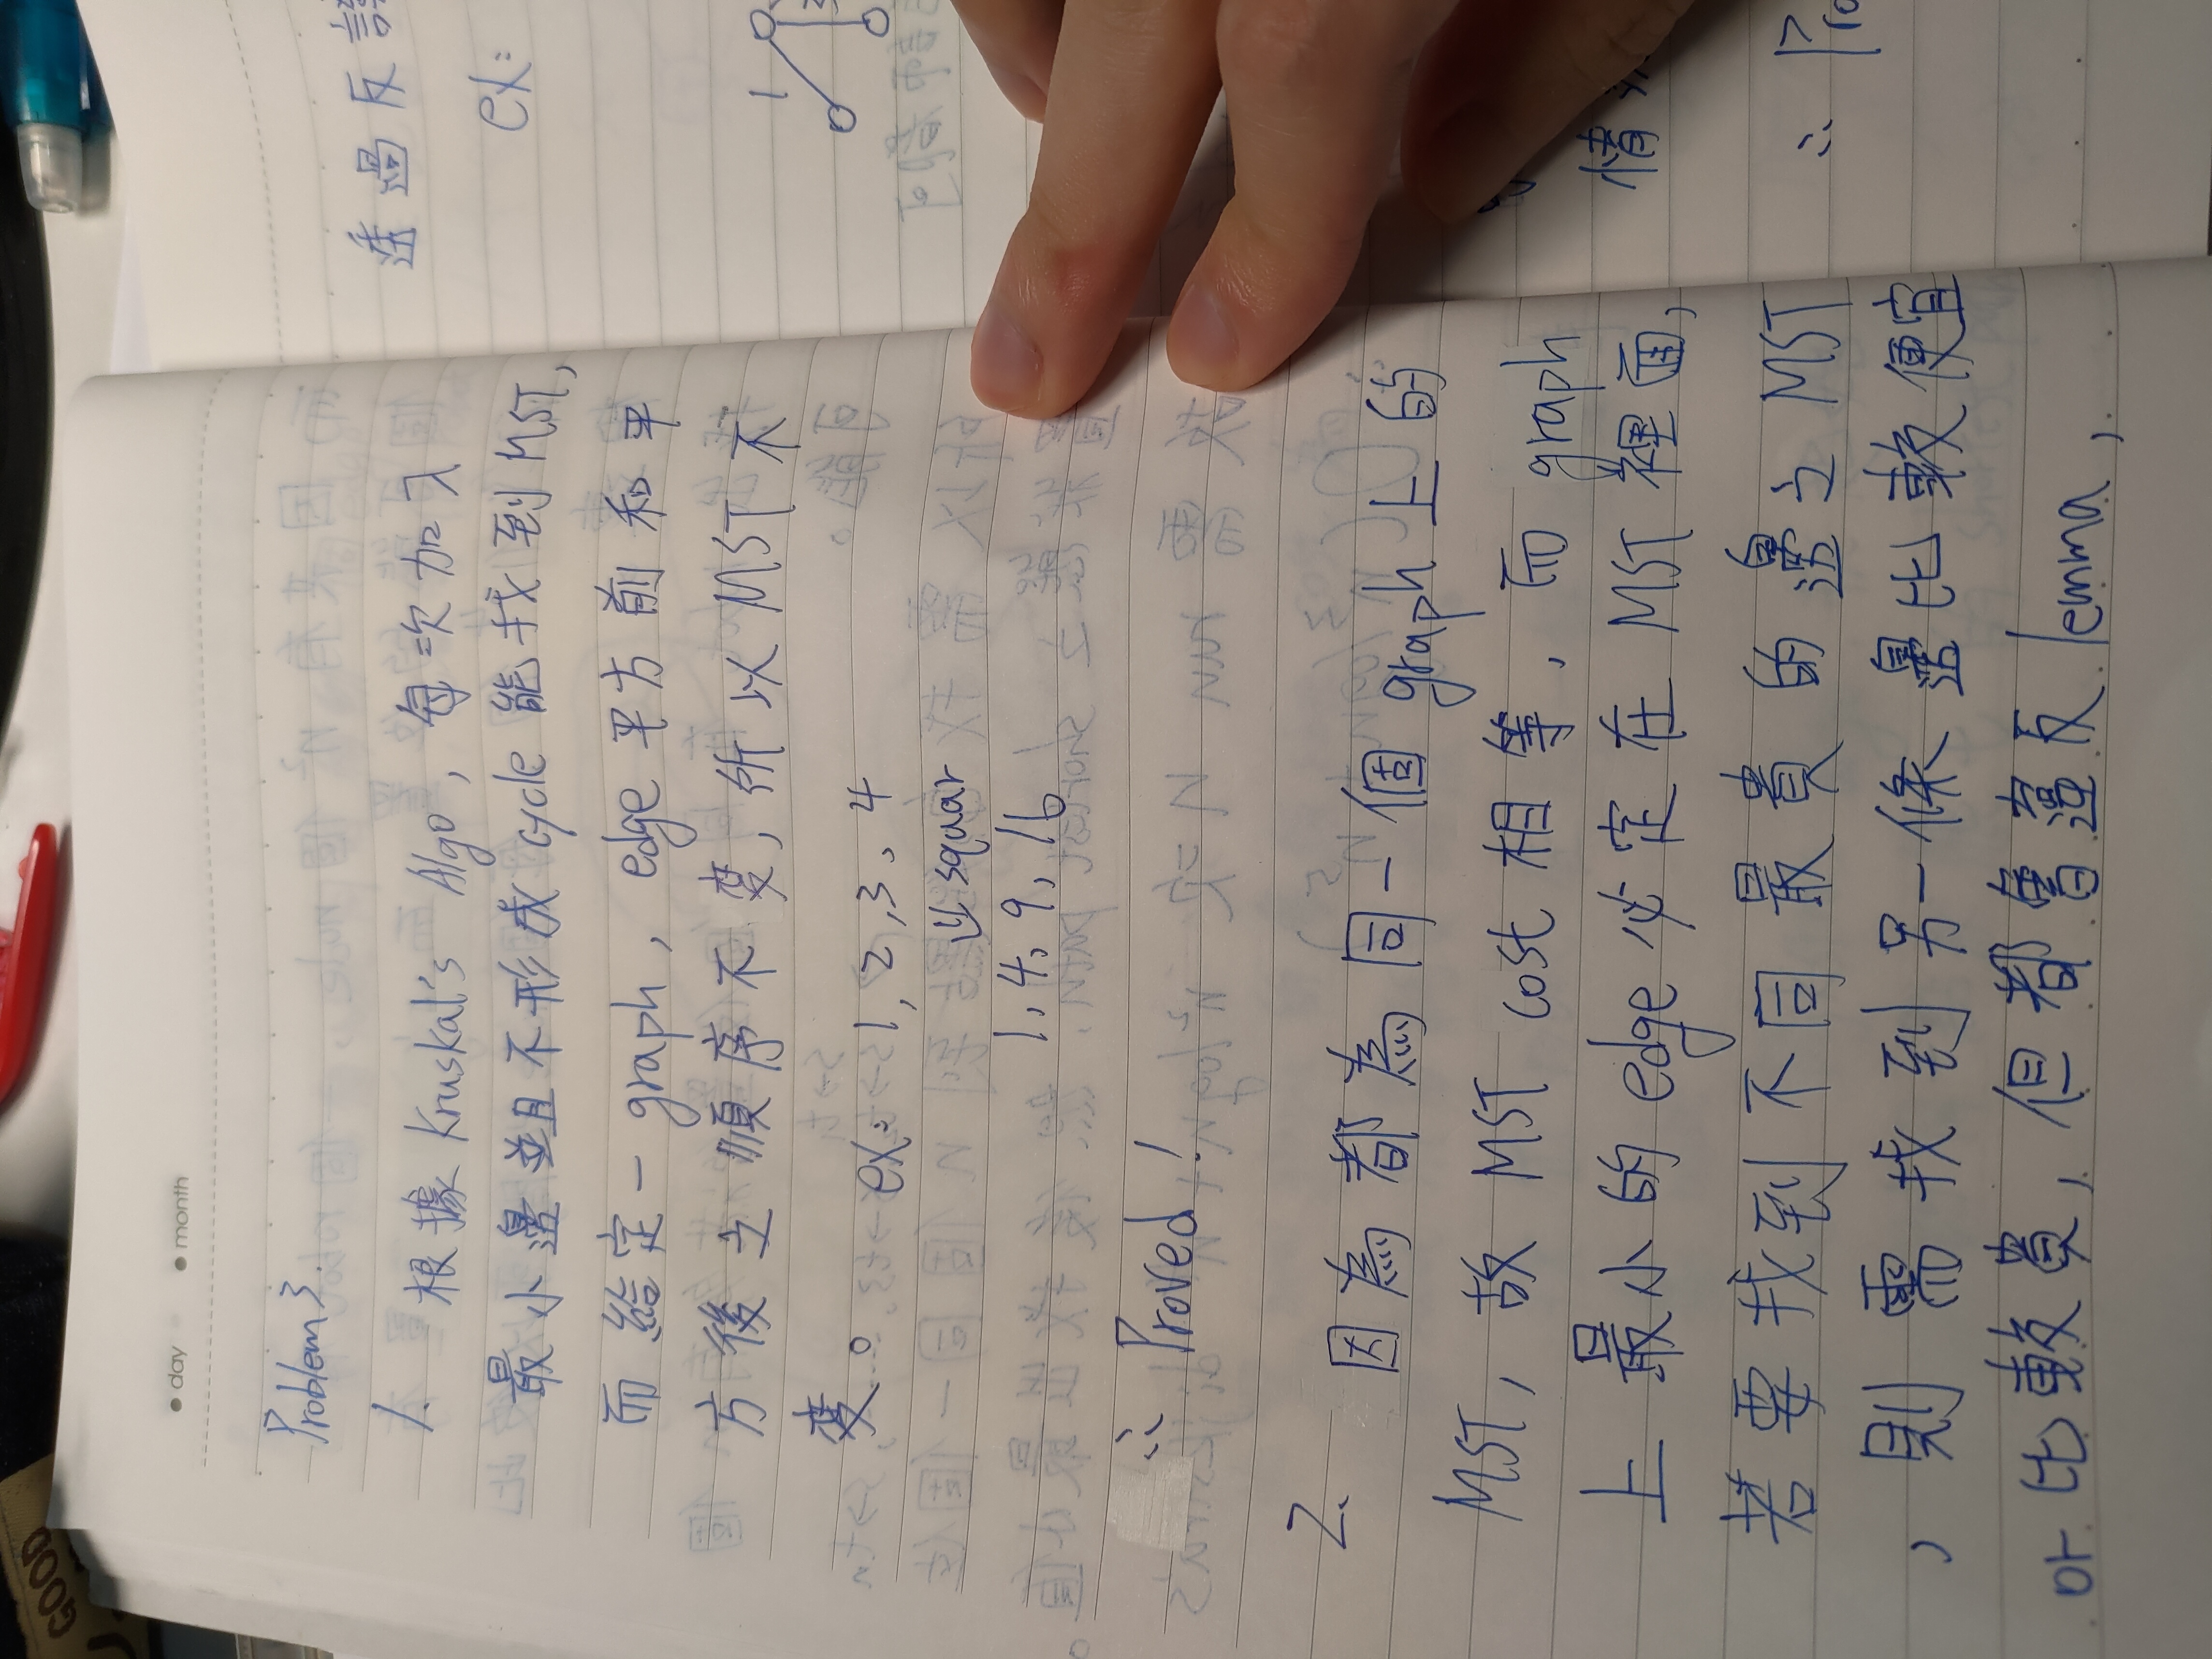 GOOD
day month
Problem 3.
1. 根據 Kruskal's Algo, 每次加入
最小邊並且不形成 cycle 能找到 MST,
而給定一 graph, edge 平方前和平
方後之順序不変, 所以 MST 不
变。
ex: 1, 2, 3, 4
⇓ squar
1, 4, 9, 16
∴ Proved!
2. 因為都為同一個 graph 上的
MST, 故 MST cost 相等, 而 graph
上最小的 edge 必定在 MST 裡面,
若要找到不同最貴的邊之 MST
, 則需找到另一條邊比較便宜
or 比較貴, 但都會違反 lemma,
透過反
ex:
1
情
∴ Pro